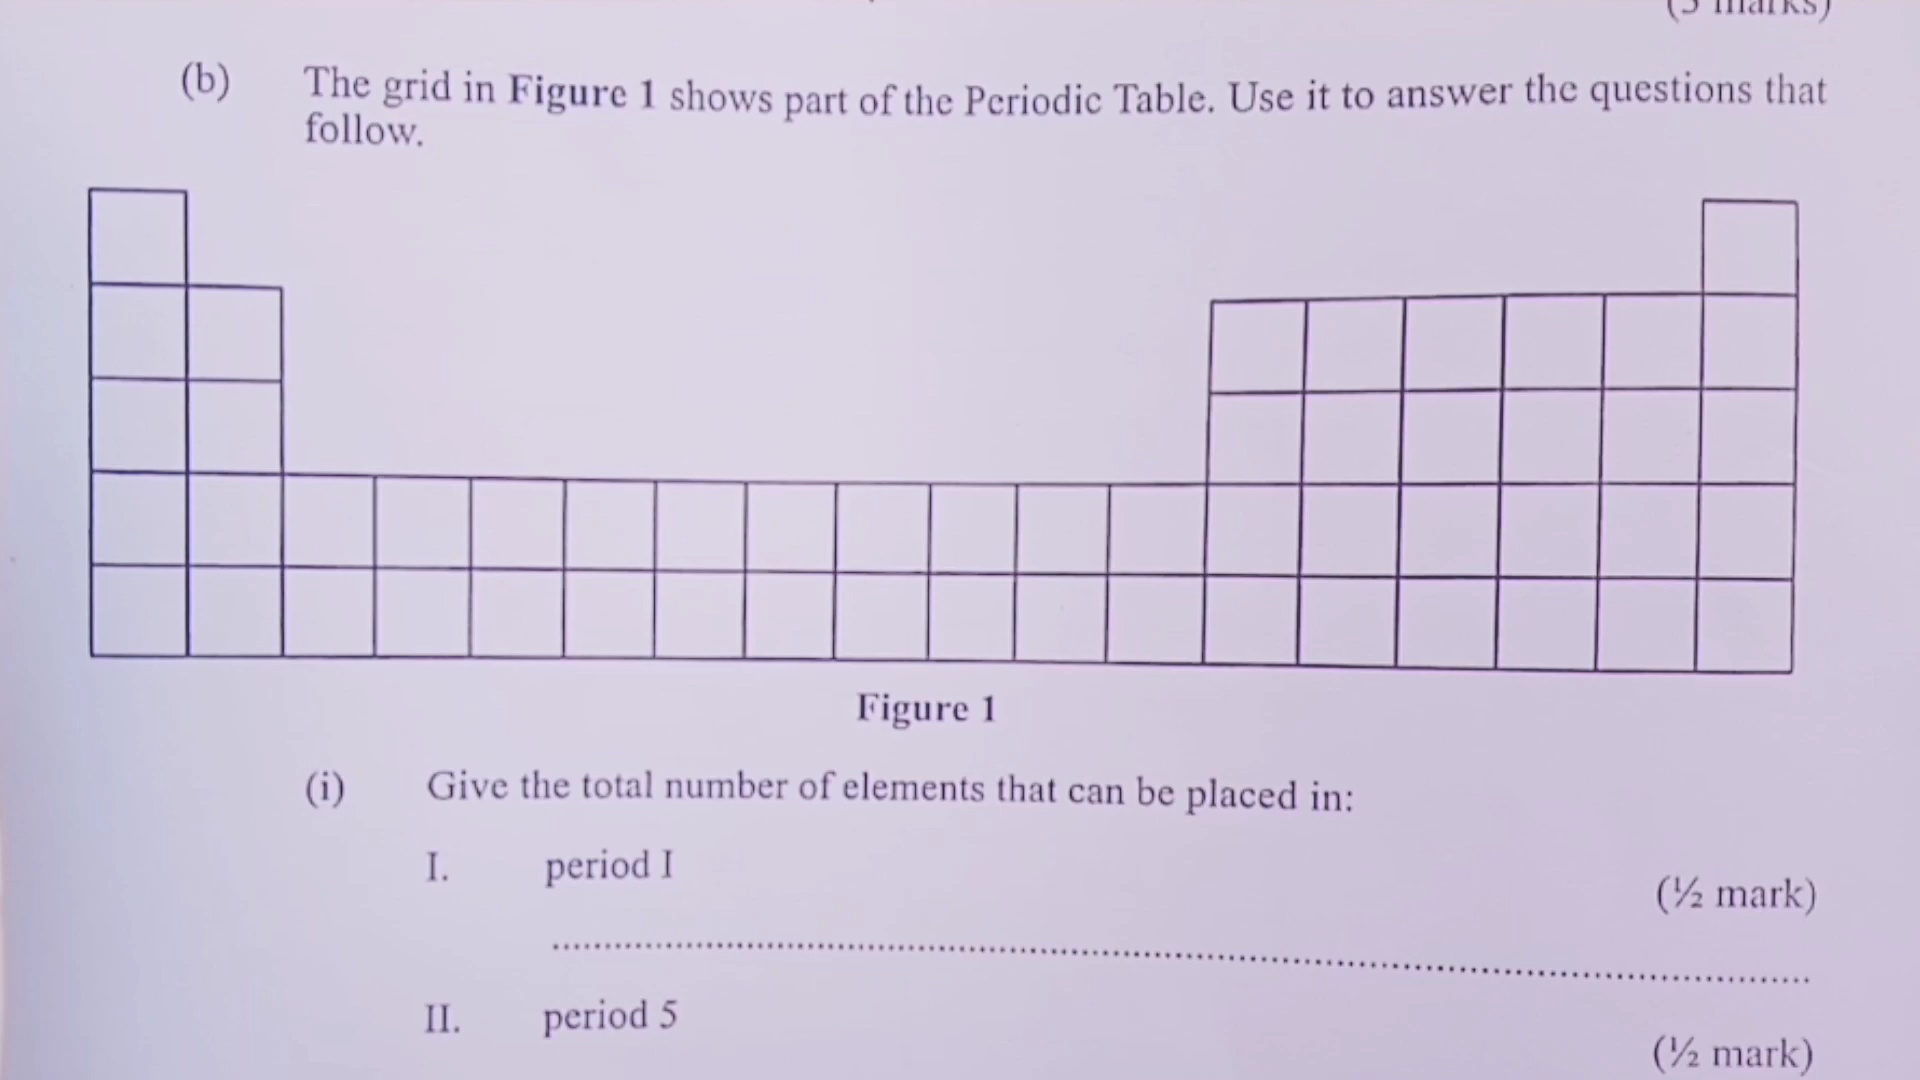 (3 marks)
(b) The grid in Figure 1 shows part of the Periodic Table. Use it to answer the questions that
follow.
Figure 1
(i) Give the total number of elements that can be placed in:
I. period I
(½ mark)
II. period 5
(½ mark)